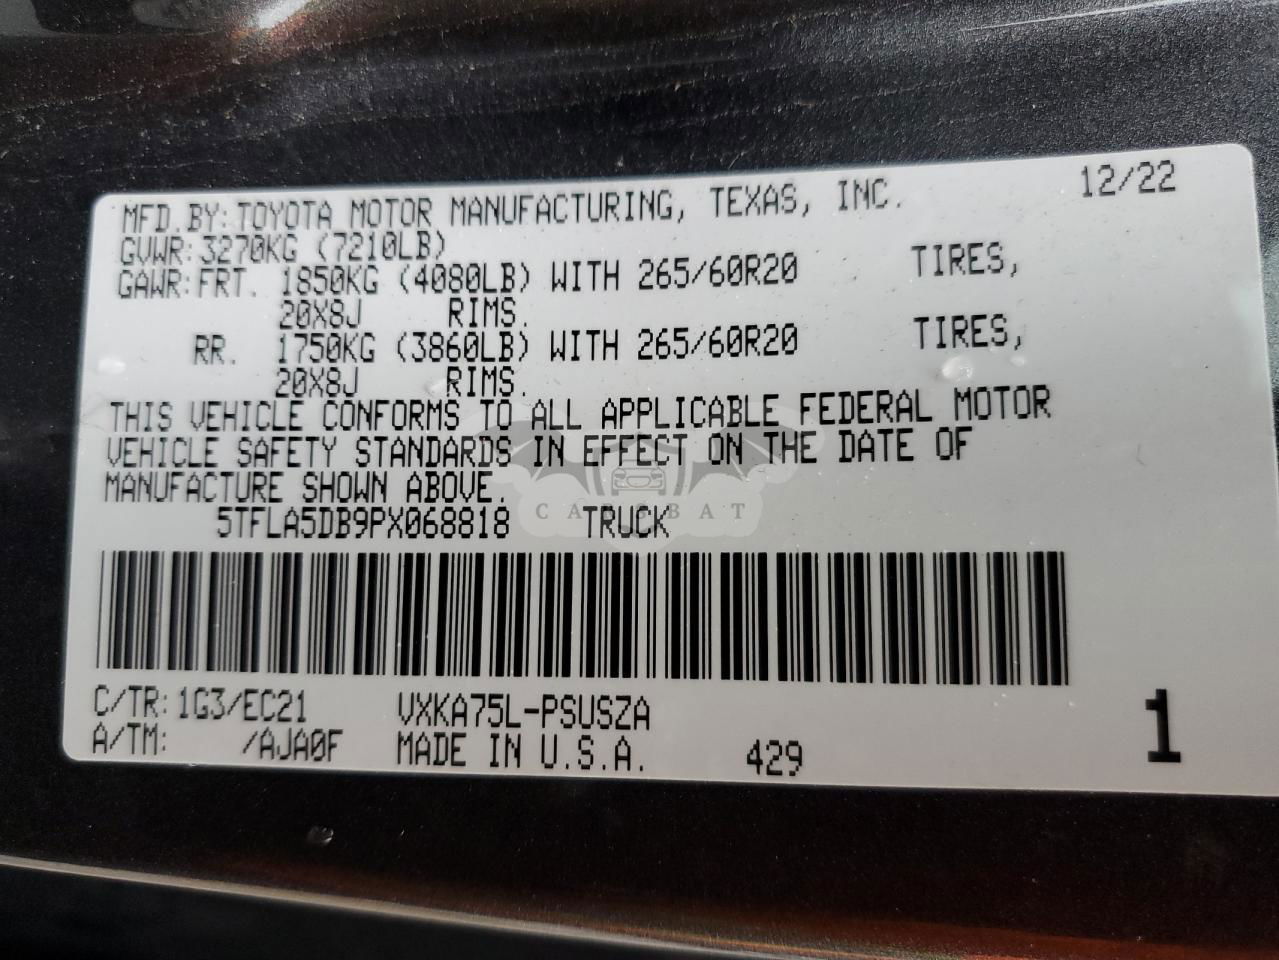 MFD.BY:TOYOTA MOTOR MANUFACTURING, TEXAS, INC. 12/22
GVWR:3270KG (7210LB)
GAWR:FRT. 1850KG (4080LB) WITH 265/60R20 TIRES,
20X8J RIMS.
RR. 1750KG (3860LB) WITH 265/60R20 TIRES,
20X8J RIMS.
THIS VEHICLE CONFORMS TO ALL APPLICABLE FEDERAL MOTOR
VEHICLE SAFETY STANDARDS IN EFFECT ON THE DATE OF
MANUFACTURE SHOWN ABOVE.
CARSBAT
5TFLA5DB9PX068818 TRUCK
C/TR:1G3/EC21 VXKA75L-PSUSZA
A/TM: /AJA0F MADE IN U.S.A. 429 1